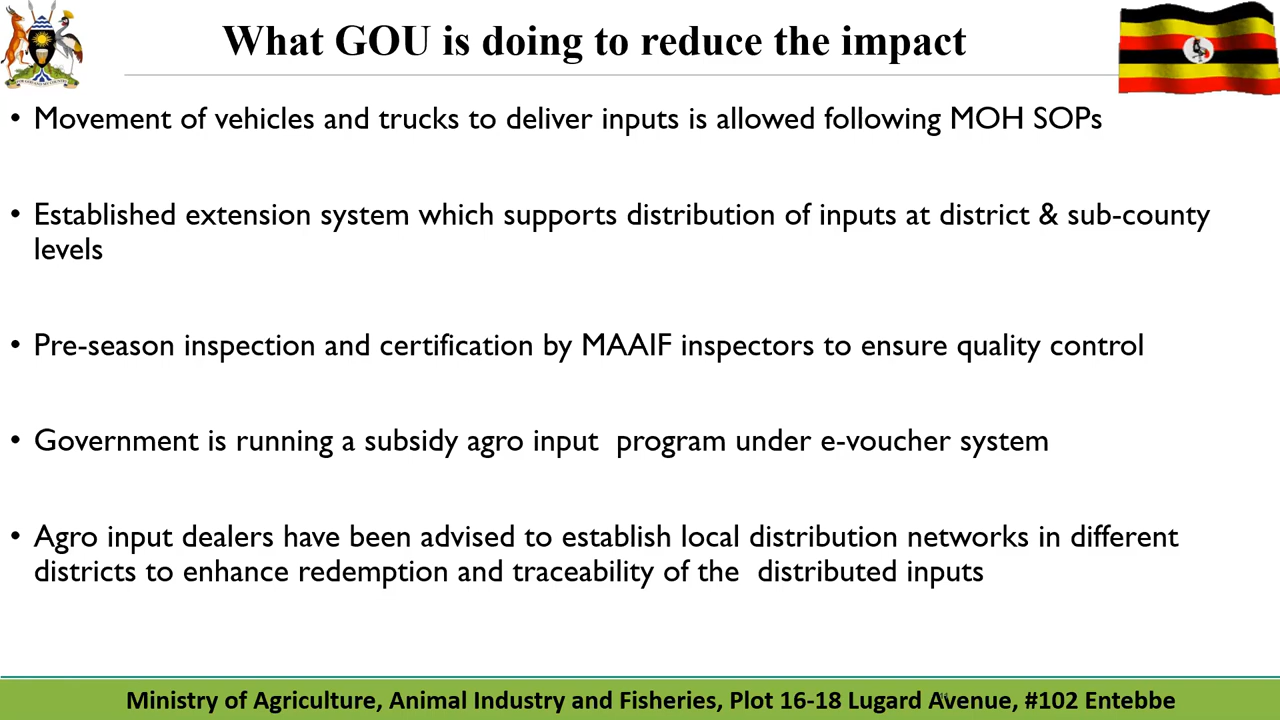 What GOU is doing to reduce the impact
• Movement of vehicles and trucks to deliver inputs is allowed following MOH SOPs
• Established extension system which supports distribution of inputs at district & sub-county
levels
• Pre-season inspection and certification by MAAIF inspectors to ensure quality control
• Government is running a subsidy agro input  program under e-voucher system
• Agro input dealers have been advised to establish local distribution networks in different
districts to enhance redemption and traceability of the  distributed inputs
Ministry of Agriculture, Animal Industry and Fisheries, Plot 16-18 Lugard Avenue, #102 Entebbe